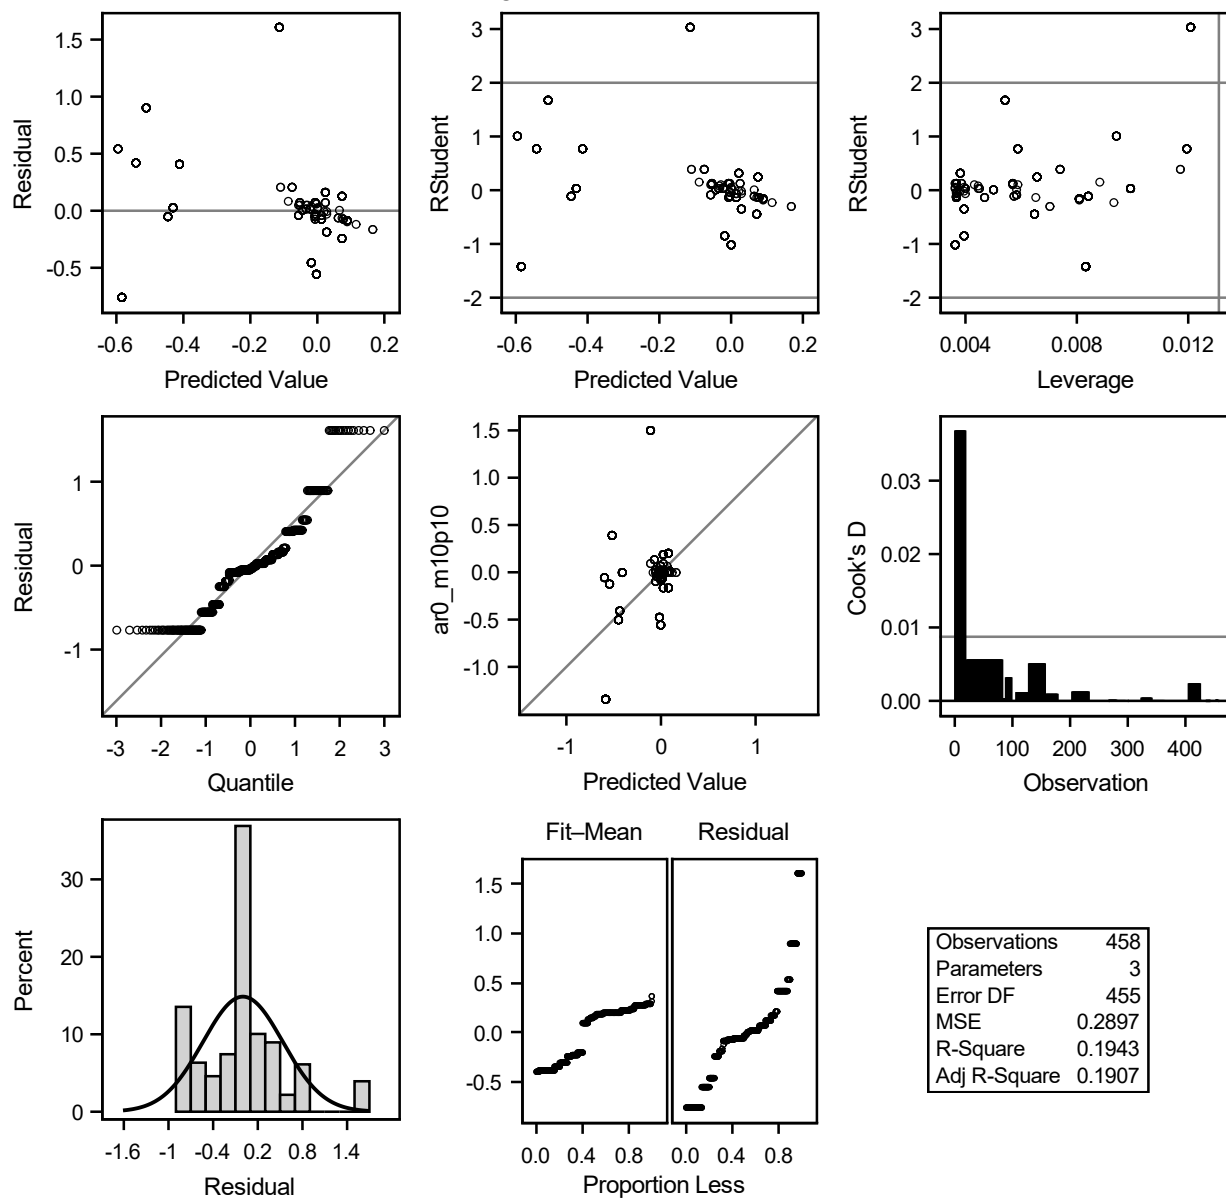 1.5
1.0
0.5
0.0
-0.5
Residual
-0.6 -0.4 -0.2 0.0 0.2
Predicted Value
3
2
1
0
-1
-2
RStudent
-0.6 -0.4 -0.2 0.0 0.2
Predicted Value
3
2
1
0
-1
-2
RStudent
0.004 0.008 0.012
Leverage
1
0
-1
Residual
-3 -2 -1 0 1 2 3
Quantile
1.5
1.0
0.5
0.0
-0.5
-1.0
ar0_m10p10
-1 0 1
Predicted Value
0.03
0.02
0.01
0.00
Cook's D
0 100 200 300 400
Observation
30
20
10
0
Percent
-1.6 -1 -0.4 0.2 0.8 1.4
Residual
Fit–Mean Residual
1.5
1.0
0.5
0.0
-0.5
0.0 0.4 0.8 0.0 0.4 0.8
Proportion Less
Observations 458
Parameters 3
Error DF 455
MSE 0.2897
R-Square 0.1943
Adj R-Square 0.1907